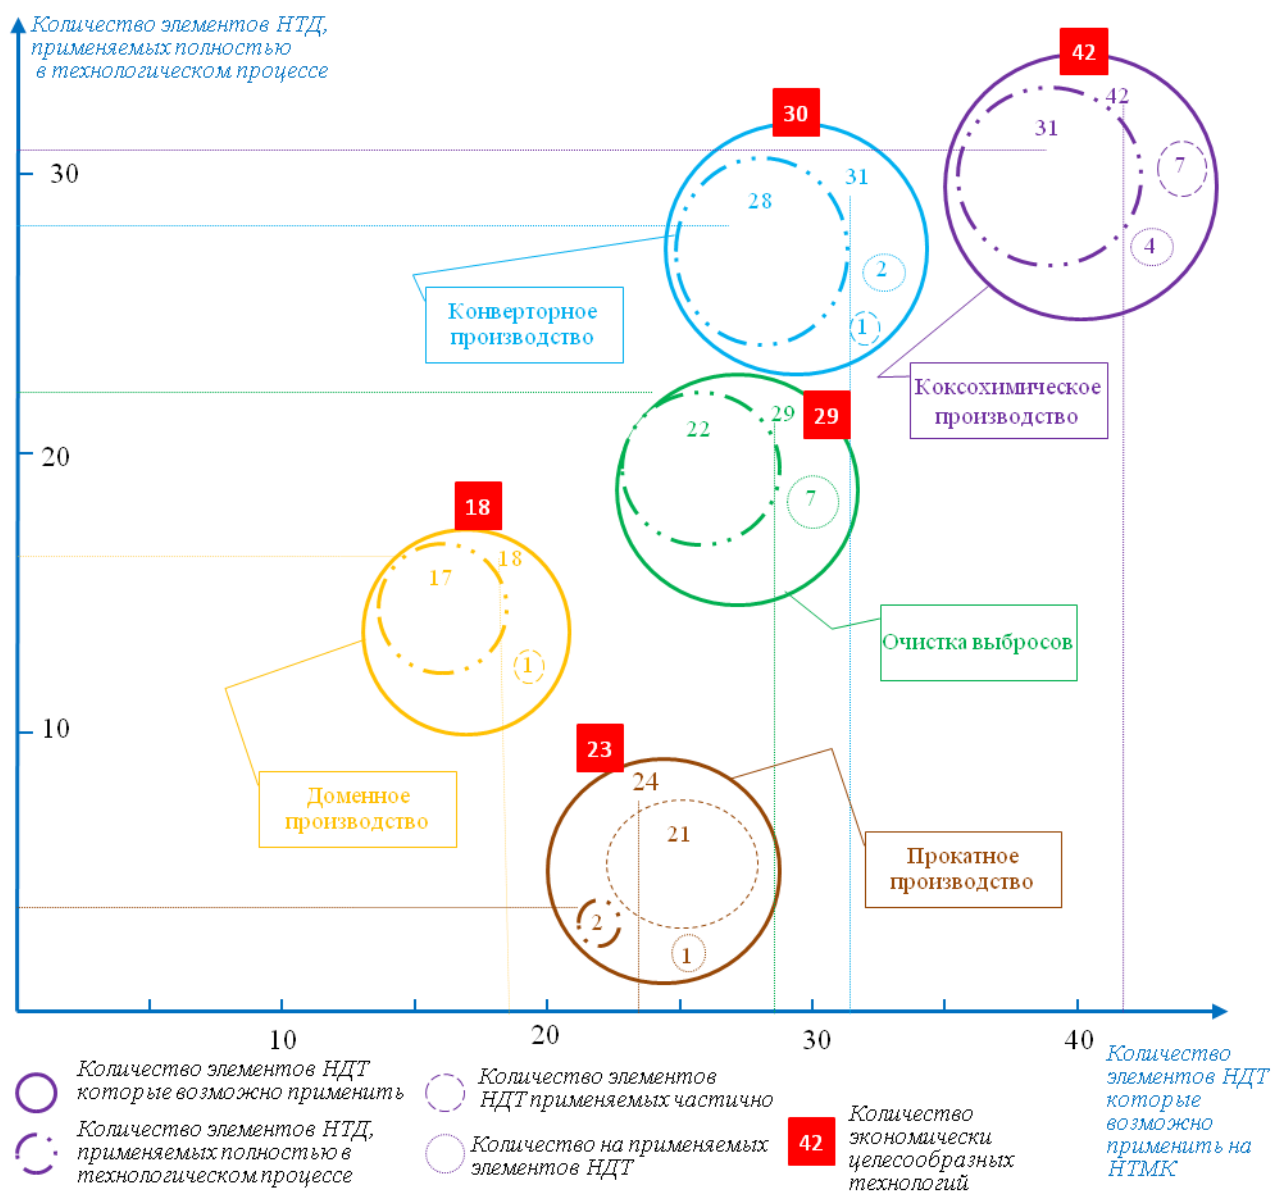 Количество элементов НТД,
применяемых полностью
в технологическом процессе
42
42
31
7
4
30
30
31
28
2
1
Конверторное
производство
Коксохимическое
производство
20
29
29
22
7
18
18
17
1
Очистка выбросов
10
23
24
21
2
1
Доменное
производство
Прокатное
производство
10
20
30
40
Количество
элементов НДТ
которые
возможно
применить на
НТМК
Количество элементов НДТ
которые возможно применить
Количество элементов НТД,
применяемых полностью в
технологическом процессе
Количество элементов
НДТ применяемых частично
Количество на применяемых
элементов НДТ
42
Количество
экономически
целесообразных
технологий